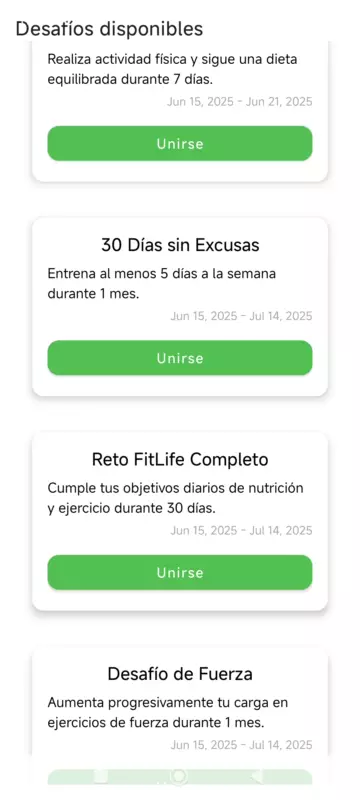 Desafíos disponibles
Realiza actividad física y sigue una dieta
equilibrada durante 7 días.
Jun 15, 2025 - Jun 21, 2025
Unirse
30 Días sin Excusas
Entrena al menos 5 días a la semana
durante 1 mes.
Jun 15, 2025 - Jul 14, 2025
Unirse
Reto FitLife Completo
Cumple tus objetivos diarios de nutrición
y ejercicio durante 30 días.
Jun 15, 2025 - Jul 14, 2025
Unirse
Desafío de Fuerza
Aumenta progresivamente tu carga en
ejercicios de fuerza durante 1 mes.
Jun 15, 2025 - Jul 14, 2025